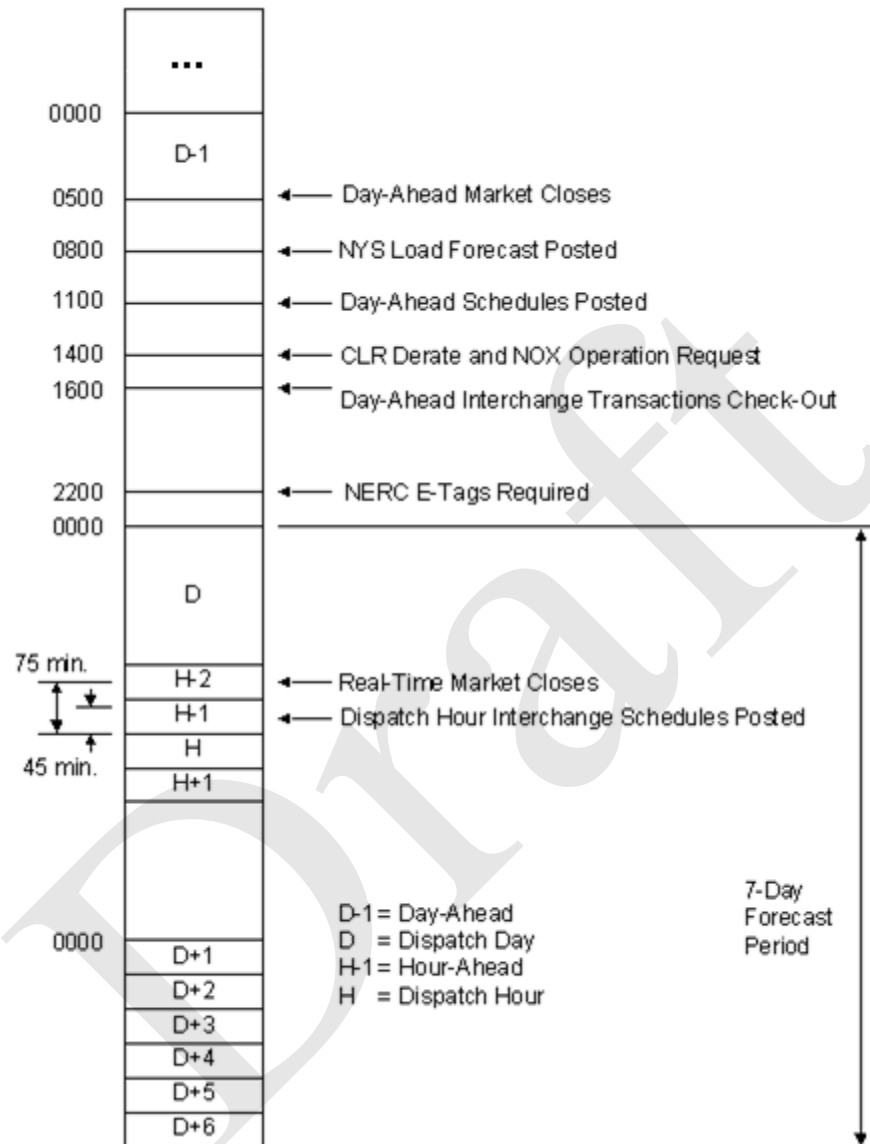 ...
0000
D-1
0500
Day-Ahead Market Closes
0800
NYS Load Forecast Posted
1100
Day-Ahead Schedules Posted
1400
CLR Derate and NOX Operation Request
1600
Day-Ahead Interchange Transactions Check-Out
2200
NERC E-Tags Required
0000
D
75 min.
H-2
Real-Time Market Closes
H-1
Dispatch Hour Interchange Schedules Posted
H
45 min.
H+1
7-Day
Forecast
Period
D-1 = Day-Ahead
D = Dispatch Day
H-1 = Hour-Ahead
H = Dispatch Hour
0000
D+1
D+2
D+3
D+4
D+5
D+6
Draft